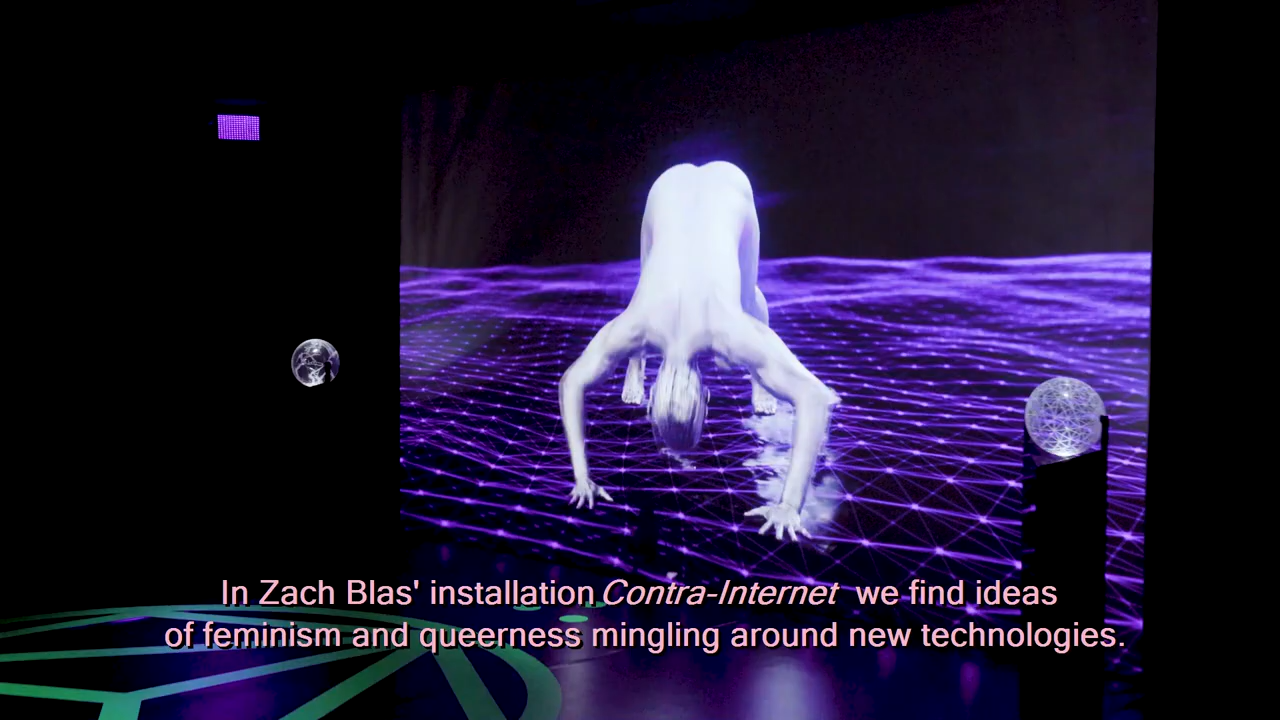 In Zach Blas' installation Contra-Internet we find ideas
of feminism and queerness mingling around new technologies.